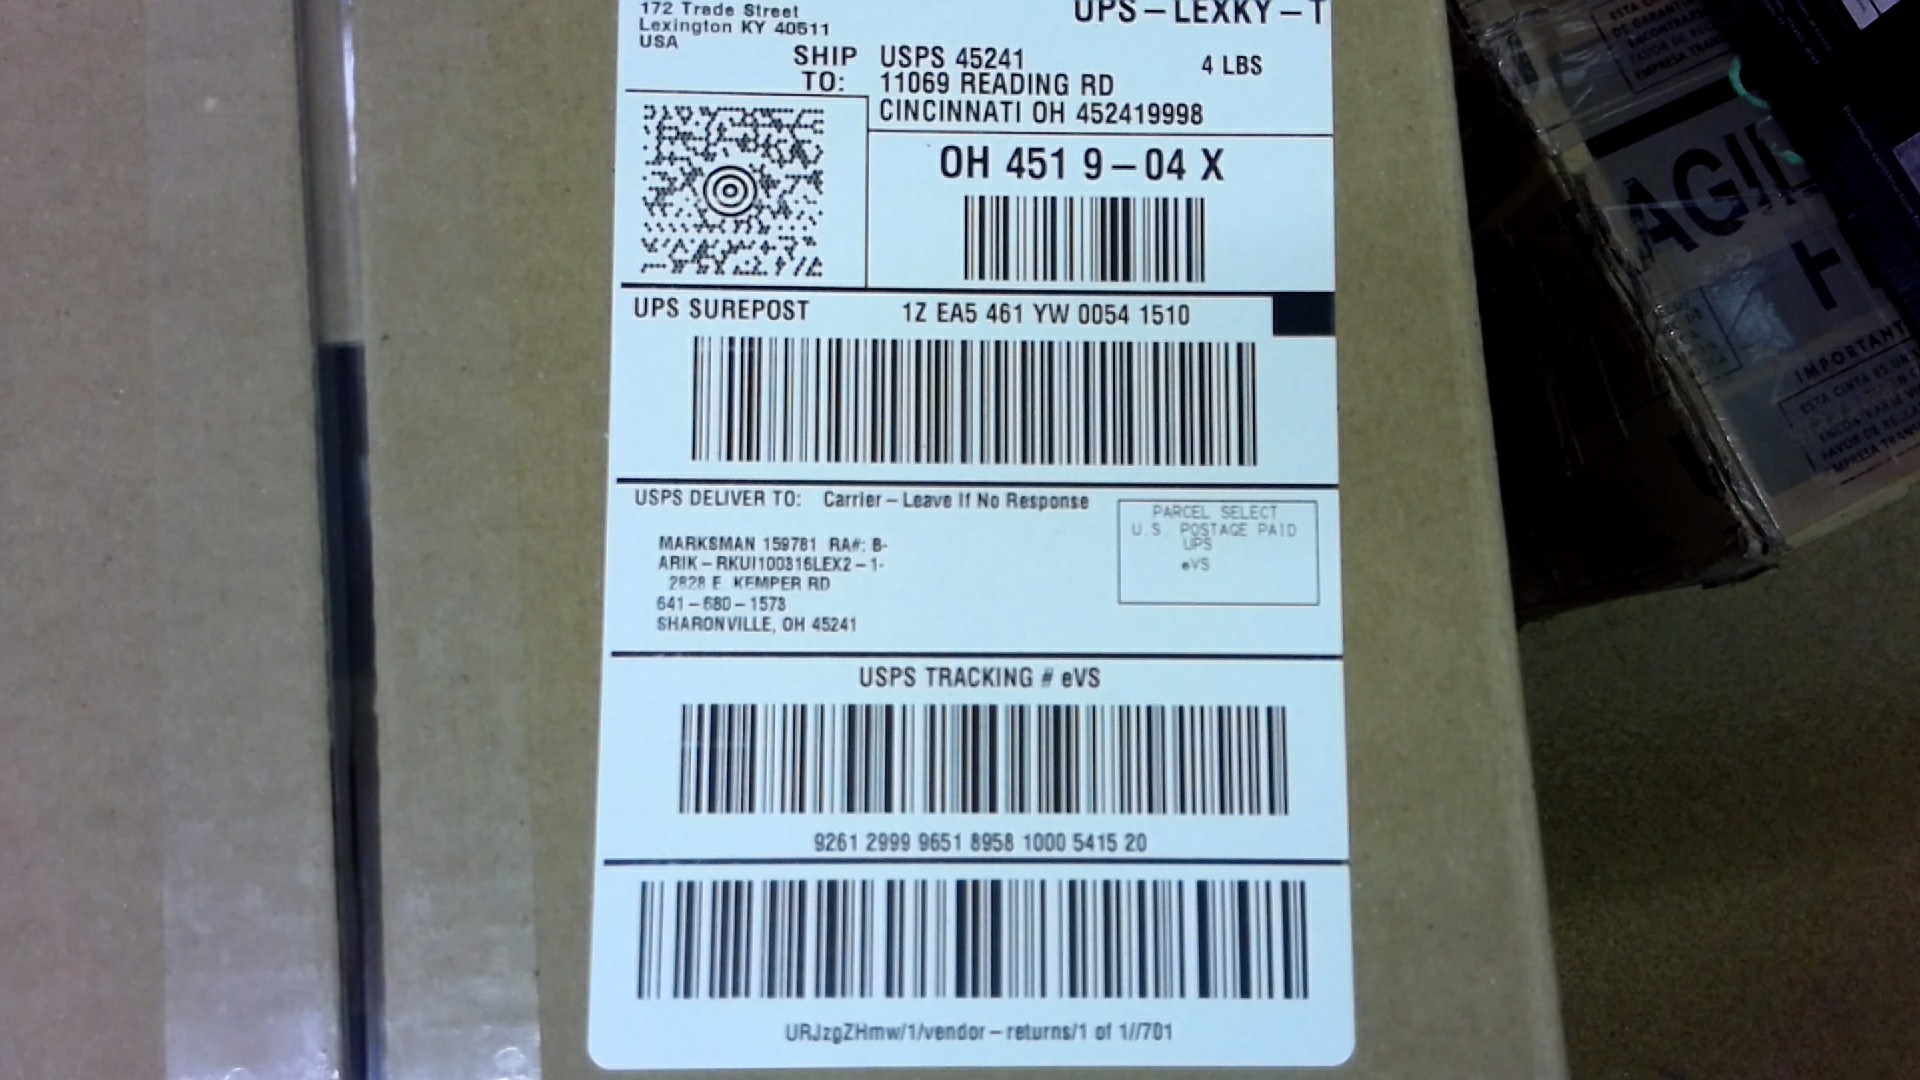 172 Trade Street
Lexington KY 40511
USA
UPS – LEXKY – T
SHIP TO:
USPS 45241
11069 READING RD
CINCINNATI OH 452419998
4 LBS
OH 451 9 – 04 X
UPS SUREPOST
1Z EA5 461 YW 0054 1510
USPS DELIVER TO: Carrier – Leave If No Response
MARKSMAN 159781 RA#: B-
ARIK – RKUI100316LEX2 – 1-
2828 E KEMPER RD
641 – 680 – 1573
SHARONVILLE, OH 45241
PARCEL SELECT
U.S. POSTAGE PAID
UPS
eVS
USPS TRACKING # eVS
9261 2999 9651 8958 1000 5415 20
URJzgZHmw/1/vendor – returns/1 of 1//701
AGIL
IMPORTANT